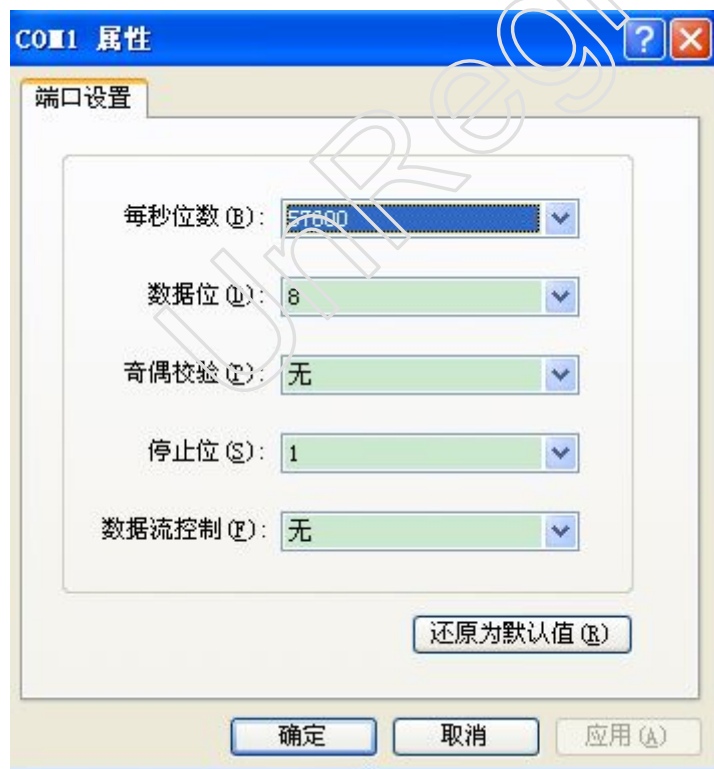 COM1 属性
端口设置
每秒位数(B): 57600
数据位(D): 8
奇偶校验(P): 无
停止位(S): 1
数据流控制(F): 无
还原为默认值(R)
确定 取消 应用(A)
UnReg